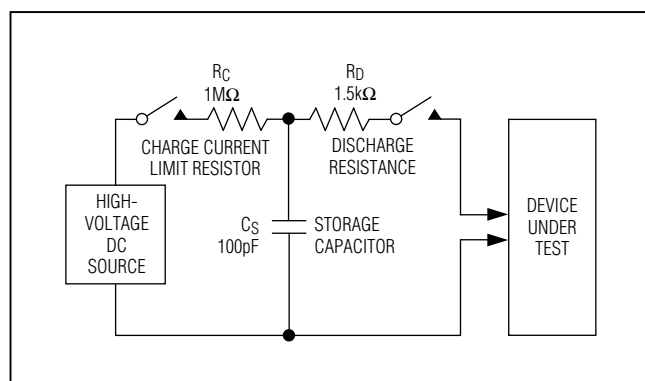 R_C
1MΩ
R_D
1.5kΩ
CHARGE CURRENT
LIMIT RESISTOR
DISCHARGE
RESISTANCE
HIGH-
VOLTAGE
DC
SOURCE
C_S
100pF
STORAGE
CAPACITOR
DEVICE
UNDER
TEST